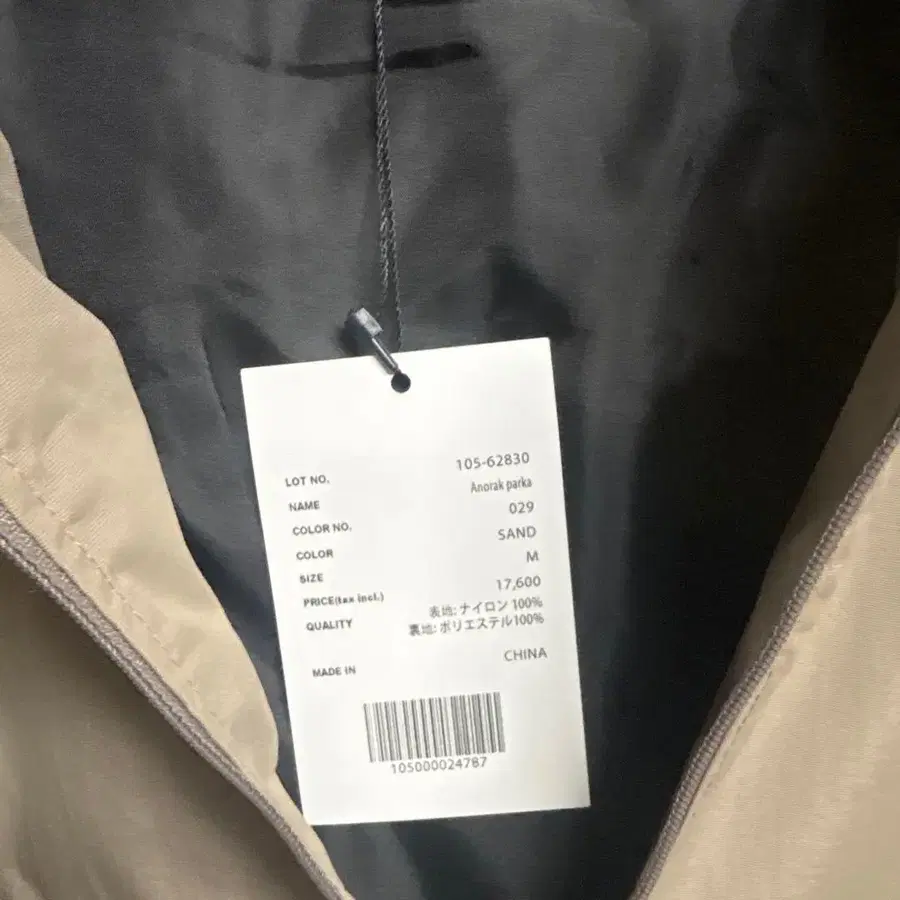 LOT NO. 105-62830
NAME Anorak parka
COLOR NO. 029
COLOR SAND
SIZE M
PRICE(tax incl.) 17,600
QUALITY 表地: ナイロン 100%
裏地: ポリエステル100%
MADE IN CHINA
105000024787